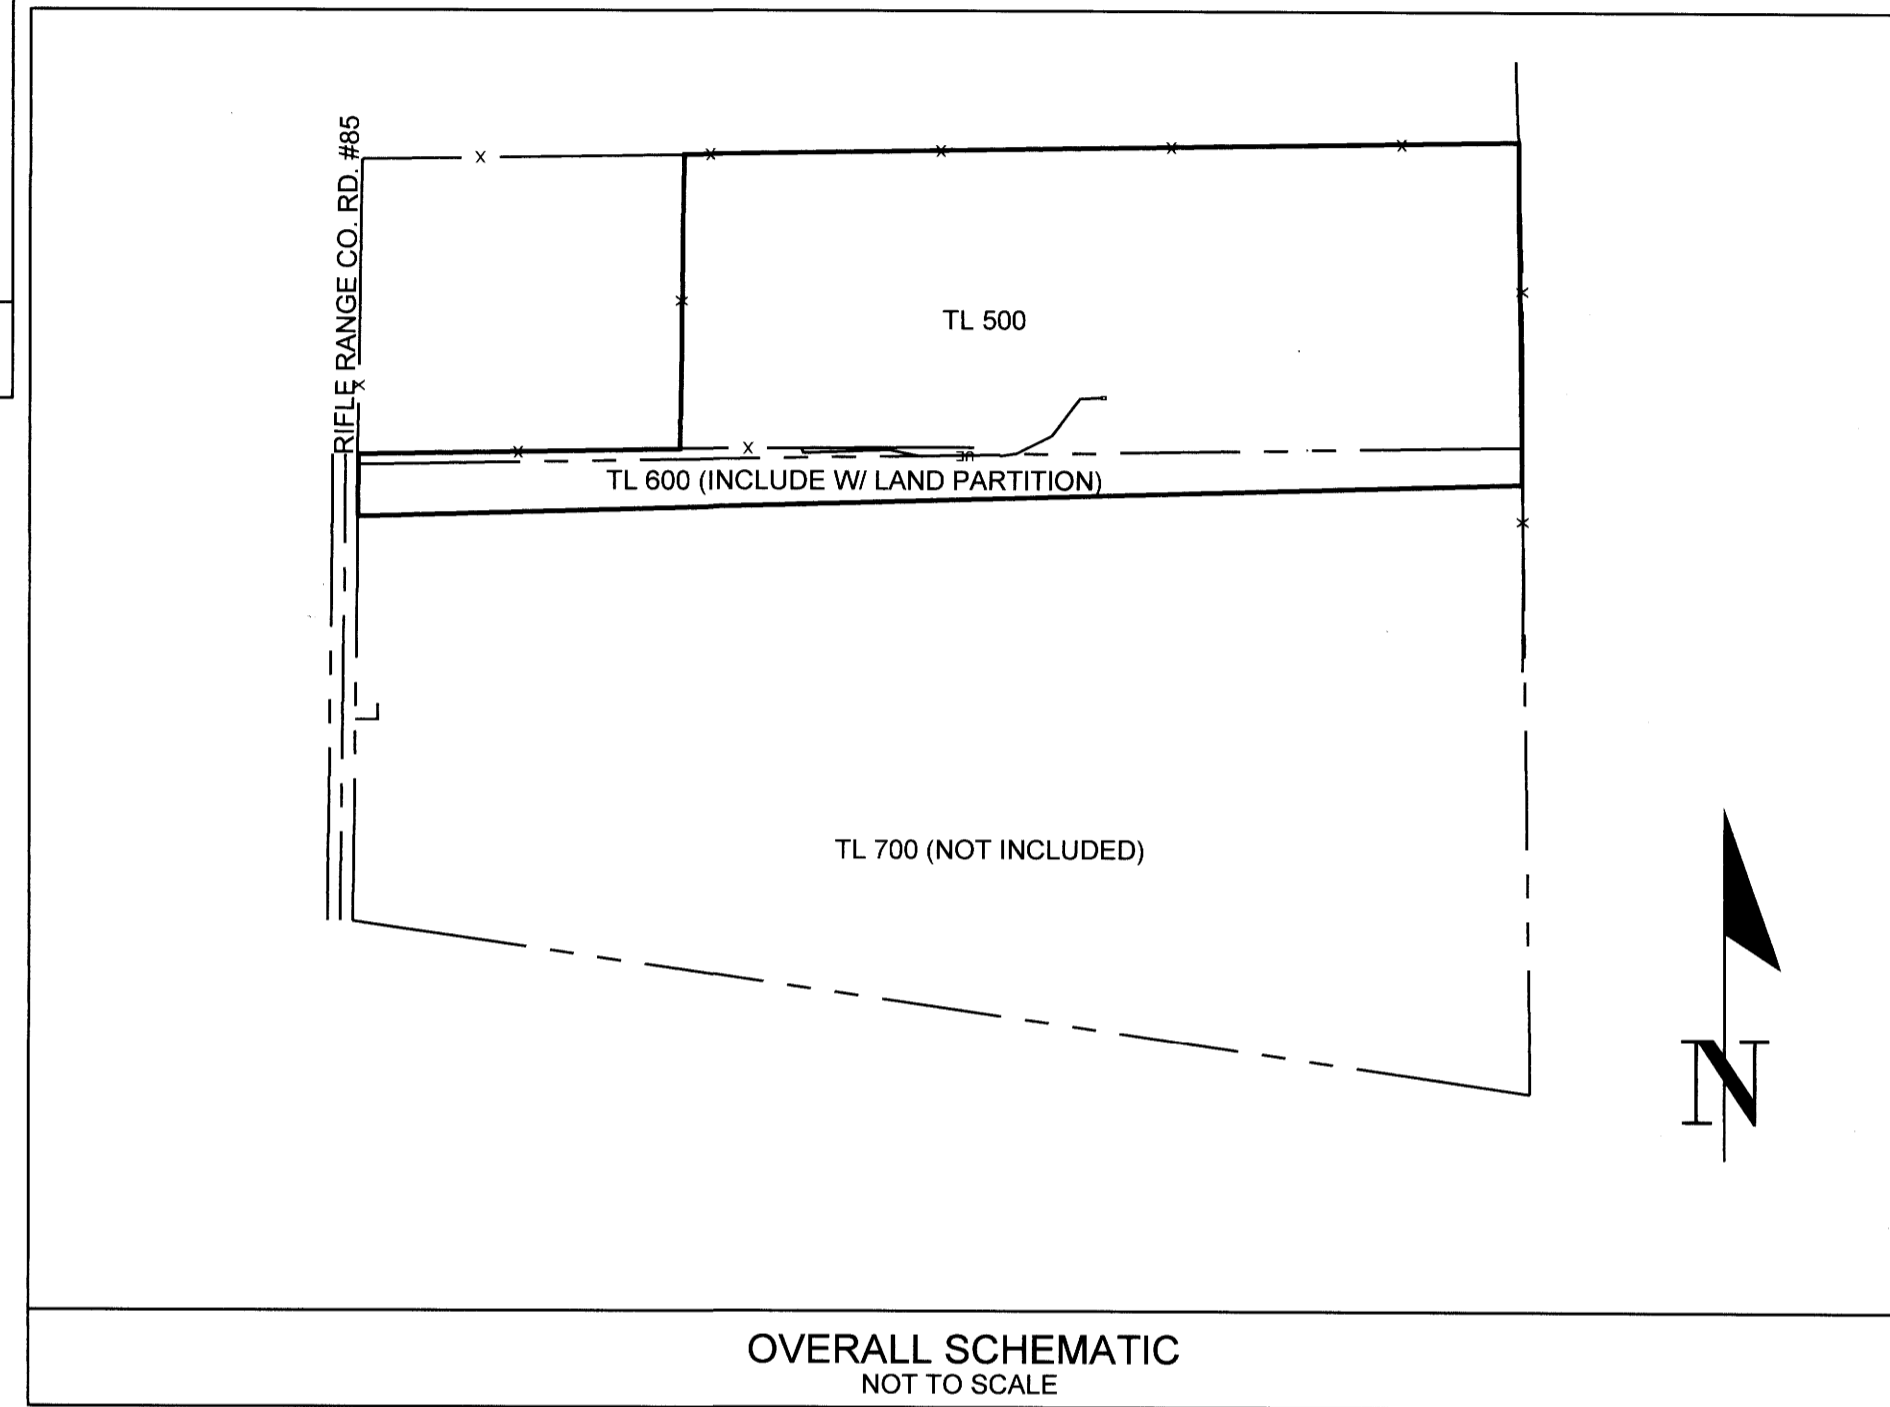 RIFLE RANGE CO. RD. #85
X
X
X
X
X
X
X
TL 500
X
X
X
X
UE
TL 600 (INCLUDE W/ LAND PARTITION)
X
L
TL 700 (NOT INCLUDED)
N
OVERALL SCHEMATIC
NOT TO SCALE